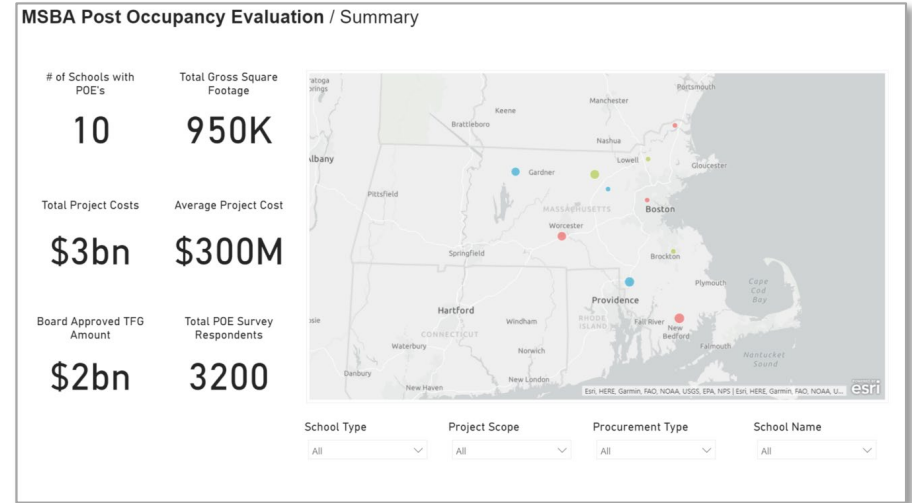 MSBA Post Occupancy Evaluation / Summary
# of Schools with
POE's
10
Total Gross Square
Footage
950K
Total Project Costs
$3bn
Average Project Cost
$300M
Board Approved TFG
Amount
$2bn
Total POE Survey
Respondents
3200
Portsmouth
Manchester
Keene
Brattleboro
Nashua
Lowell
Gloucester
Gardner
Pittsfield
MASSACHUSETTS
Boston
Worcester
Springfield
Brockton
Plymouth
Cape
Cod
Bay
Providence
Hartford
Windham
RHODE
ISLAND
Fall River
New
Bedford
CONNECTICUT
Waterbury
Norwich
Falmouth
Nantucket
Sound
Danbury
New Haven
New London
Esri, HERE, Garmin, FAO, NOAA, USGS, EPA, NPS | Esri, HERE, Garmin, FAO, NOAA, U...
esri
School Type
All
Project Scope
All
Procurement Type
All
School Name
All